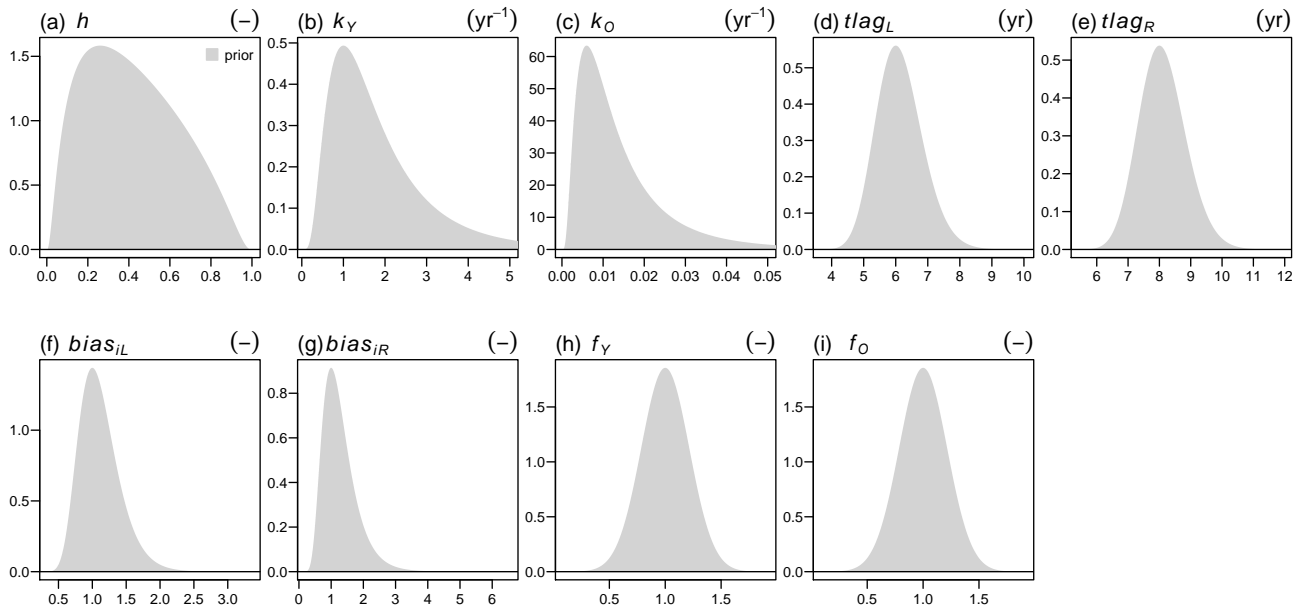 (a) h (–)
prior
1.5
1.0
0.5
0.0
0.0 0.2 0.4 0.6 0.8 1.0
(b) k_Y (yr⁻¹)
0.5
0.4
0.3
0.2
0.1
0.0
0 1 2 3 4 5
(c) k_O (yr⁻¹)
60
50
40
30
20
10
0
0.00 0.01 0.02 0.03 0.04 0.05
(d) tlag_L (yr)
0.5
0.4
0.3
0.2
0.1
0.0
4 5 6 7 8 9 10
(e) tlag_R (yr)
0.5
0.4
0.3
0.2
0.1
0.0
6 7 8 9 10 11 12
(f) bias_iL (–)
1.0
0.5
0.0
0.5 1.0 1.5 2.0 2.5 3.0
(g) bias_iR (–)
0.8
0.6
0.4
0.2
0.0
0 1 2 3 4 5 6
(h) f_Y (–)
1.5
1.0
0.5
0.0
0.5 1.0 1.5
(i) f_O (–)
1.5
1.0
0.5
0.0
0.5 1.0 1.5